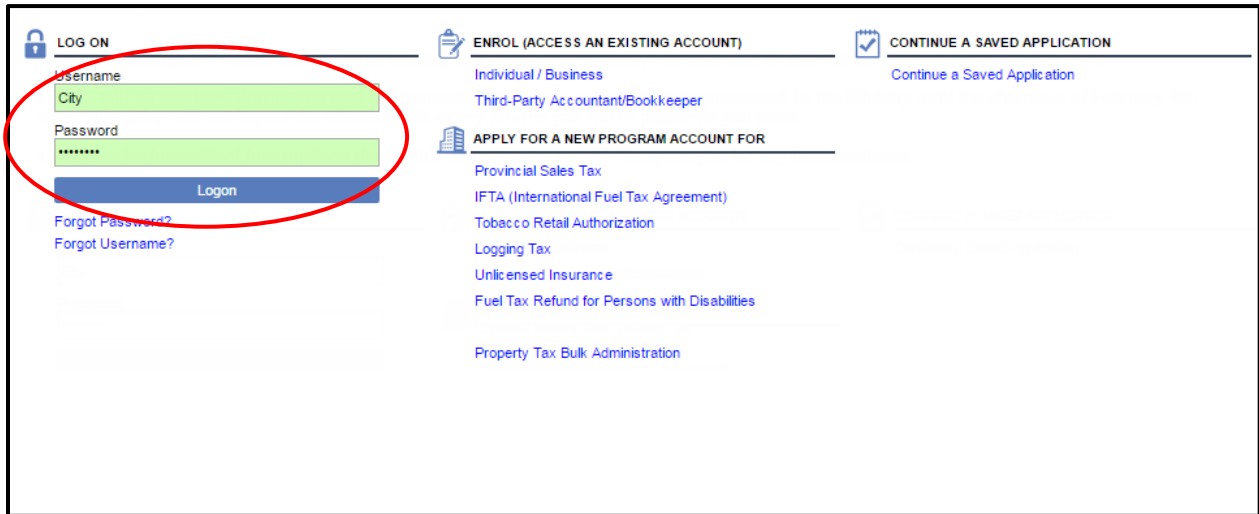 LOG ON
Username
City
Password
••••••••
Logon
Forgot Password?
Forgot Username?
ENROL (ACCESS AN EXISTING ACCOUNT)
Individual / Business
Third-Party Accountant/Bookkeeper
APPLY FOR A NEW PROGRAM ACCOUNT FOR
Provincial Sales Tax
IFTA (International Fuel Tax Agreement)
Tobacco Retail Authorization
Logging Tax
Unlicensed Insurance
Fuel Tax Refund for Persons with Disabilities
Property Tax Bulk Administration
CONTINUE A SAVED APPLICATION
Continue a Saved Application